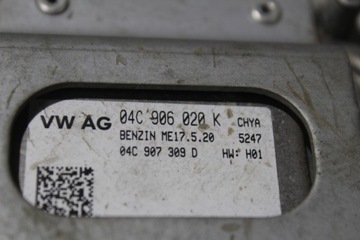 VW AG 04C 906 020 K CHYA
BENZIN ME17.5.20 5247
04C 907 309 D HW: H01